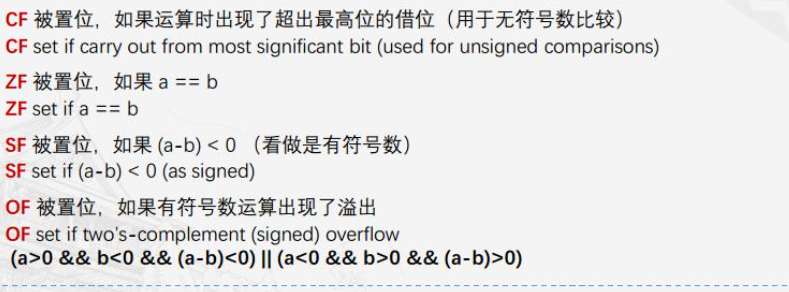 CF 被置位，如果运算时出现了超出最高位的借位（用于无符号数比较）
CF set if carry out from most significant bit (used for unsigned comparisons)
ZF 被置位，如果 a == b
ZF set if a == b
SF 被置位，如果 (a-b) < 0 （看做是有符号数）
SF set if (a-b) < 0 (as signed)
OF 被置位，如果有符号数运算出现了溢出
OF set if two's-complement (signed) overflow
(a>0 && b<0 && (a-b)<0) || (a<0 && b>0 && (a-b)>0)